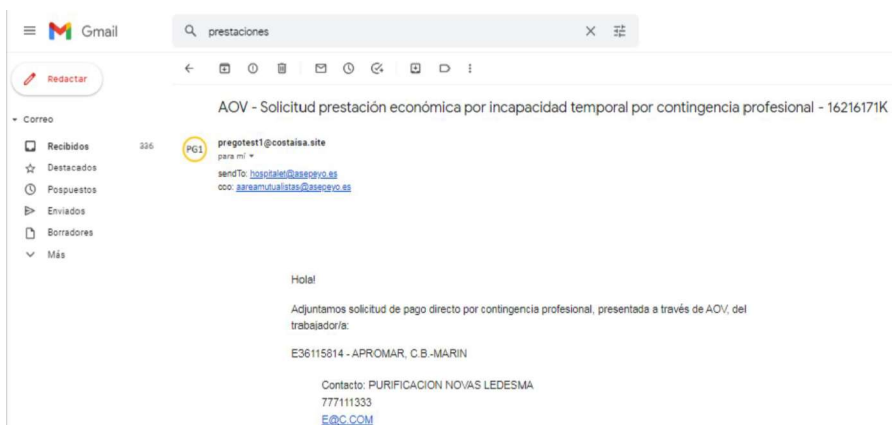 Gmail
prestaciones
Redactar
AOV - Solicitud prestación económica por incapacidad temporal por contingencia profesional - 16216171K
Correo
Recibidos 336
Destacados
Pospuestos
Enviados
Borradores
Más
PG1
pregotest1@costaisa.site
para mí
sendTo: hospitalet@asepeyo.es
cco: aareamutualistas@asepeyo.es
Hola!
Adjuntamos solicitud de pago directo por contingencia profesional, presentada a través de AOV, del
trabajador/a:
E36115814 - APROMAR, C.B.-MARIN
Contacto: PURIFICACION NOVAS LEDESMA
777111333
E@C.COM